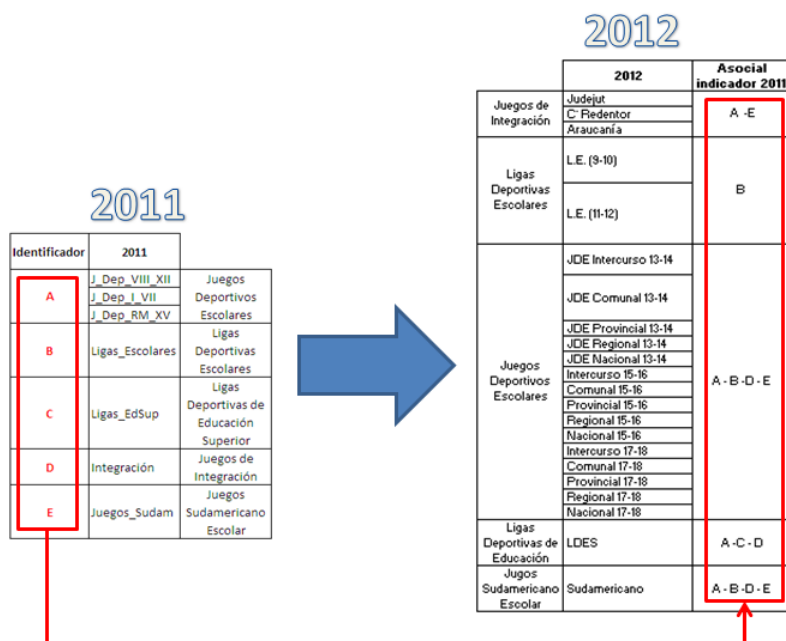 2012
2012
Asocial
indicador 2011
Juegos de
Integración
Judejut
C° Redentor
Araucanía
A -E
Ligas
Deportivas
Escolares
L.E. (9-10)
L.E. (11-12)
B
Juegos
Deportivos
Escolares
JDE Intercurso 13-14
JDE Comunal 13-14
JDE Provincial 13-14
JDE Regional 13-14
JDE Nacional 13-14
Intercurso 15-16
Comunal 15-16
Provincial 15-16
Regional 15-16
Nacional 15-16
Intercurso 17-18
Comunal 17-18
Provincial 17-18
Regional 17-18
Nacional 17-18
A - B -D - E
Ligas
Deportivas de
Educación
LDES
A -C - D
Jugos
Sudamericano
Escolar
Sudamericano
A - B -D - E
2011
Identificador
2011
A
J_Dep_VIII_XII
J_Dep_I_VII
J_Dep_RM_XV
Juegos
Deportivos
Escolares
B
Ligas_Escolares
Ligas
Deportivas
Escolares
C
Ligas_EdSup
Ligas
Deportivas de
Educación
Superior
D
Integración
Juegos de
Integración
E
Juegos_Sudam
Juegos
Sudamericano
Escolar